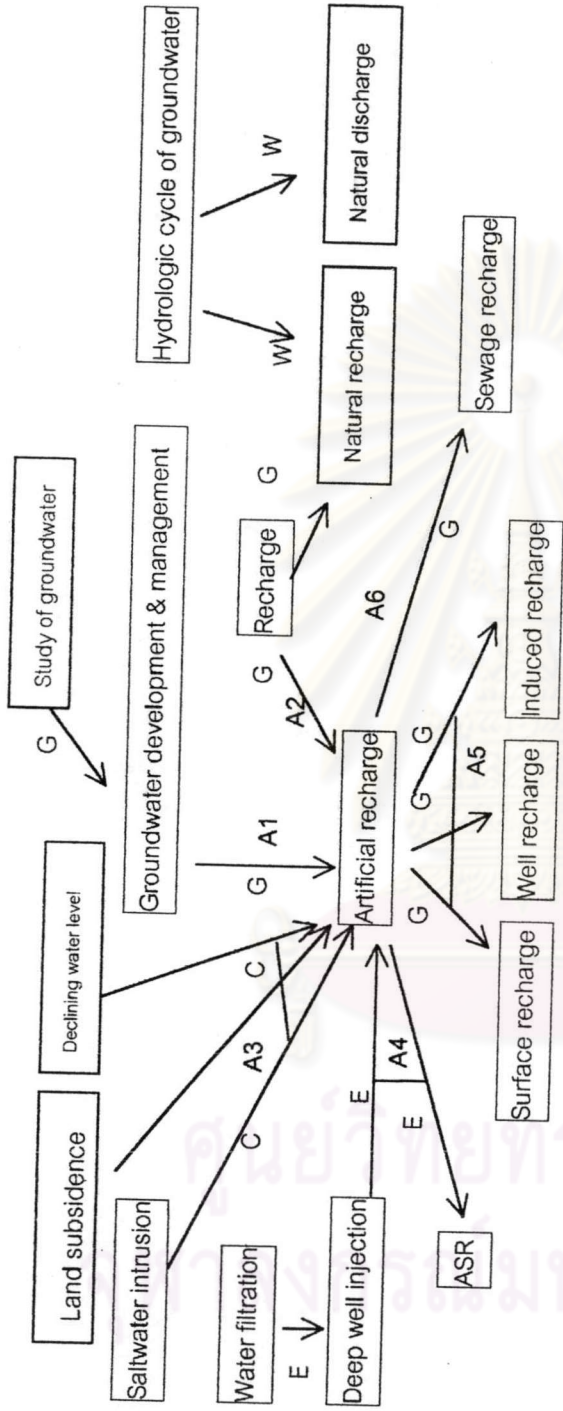 Study of groundwater
G
Hydrologic cycle of groundwater
Groundwater development & management
W
W
Declining water level
Land subsidence
Saltwater intrusion
Recharge
G
G
A2
Natural recharge
Natural discharge
G
A1
C
A3
C
Artificial recharge
A6
G
Sewage recharge
Water filtration
E
Deep well injection
E
A4
E
G
G
G
A5
ASR
Surface recharge
Well recharge
Induced recharge